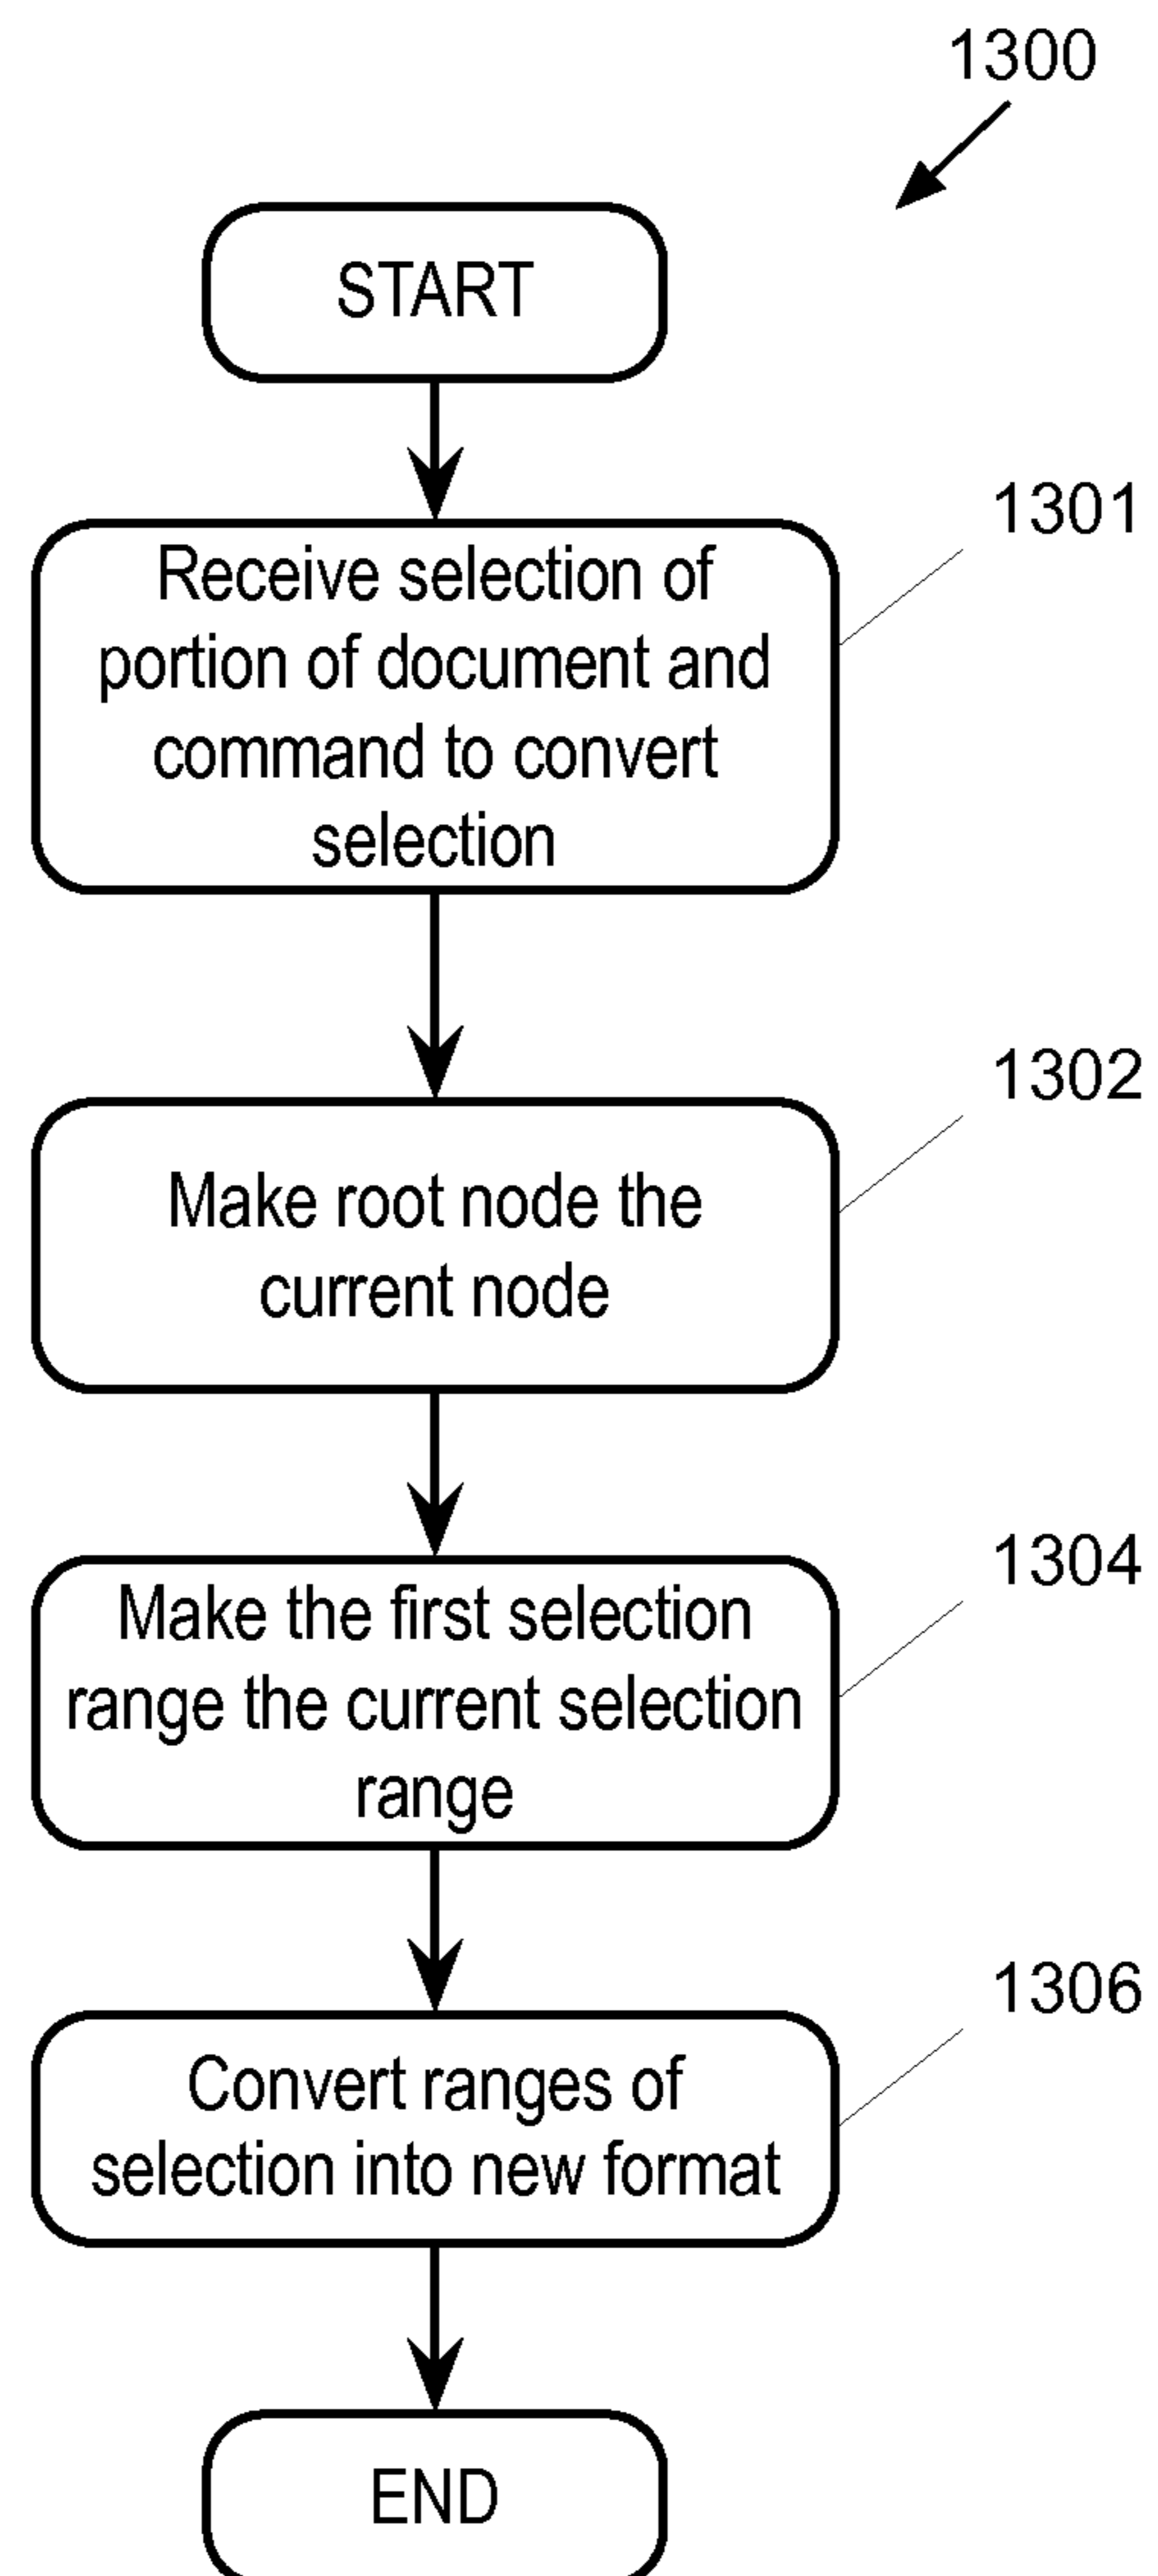 1300
START
1301
Receive selection of
portion of document and
command to convert
selection
1302
Make root node the
current node
1304
Make the first selection
range the current selection
range
1306
Convert ranges of
selection into new format
END